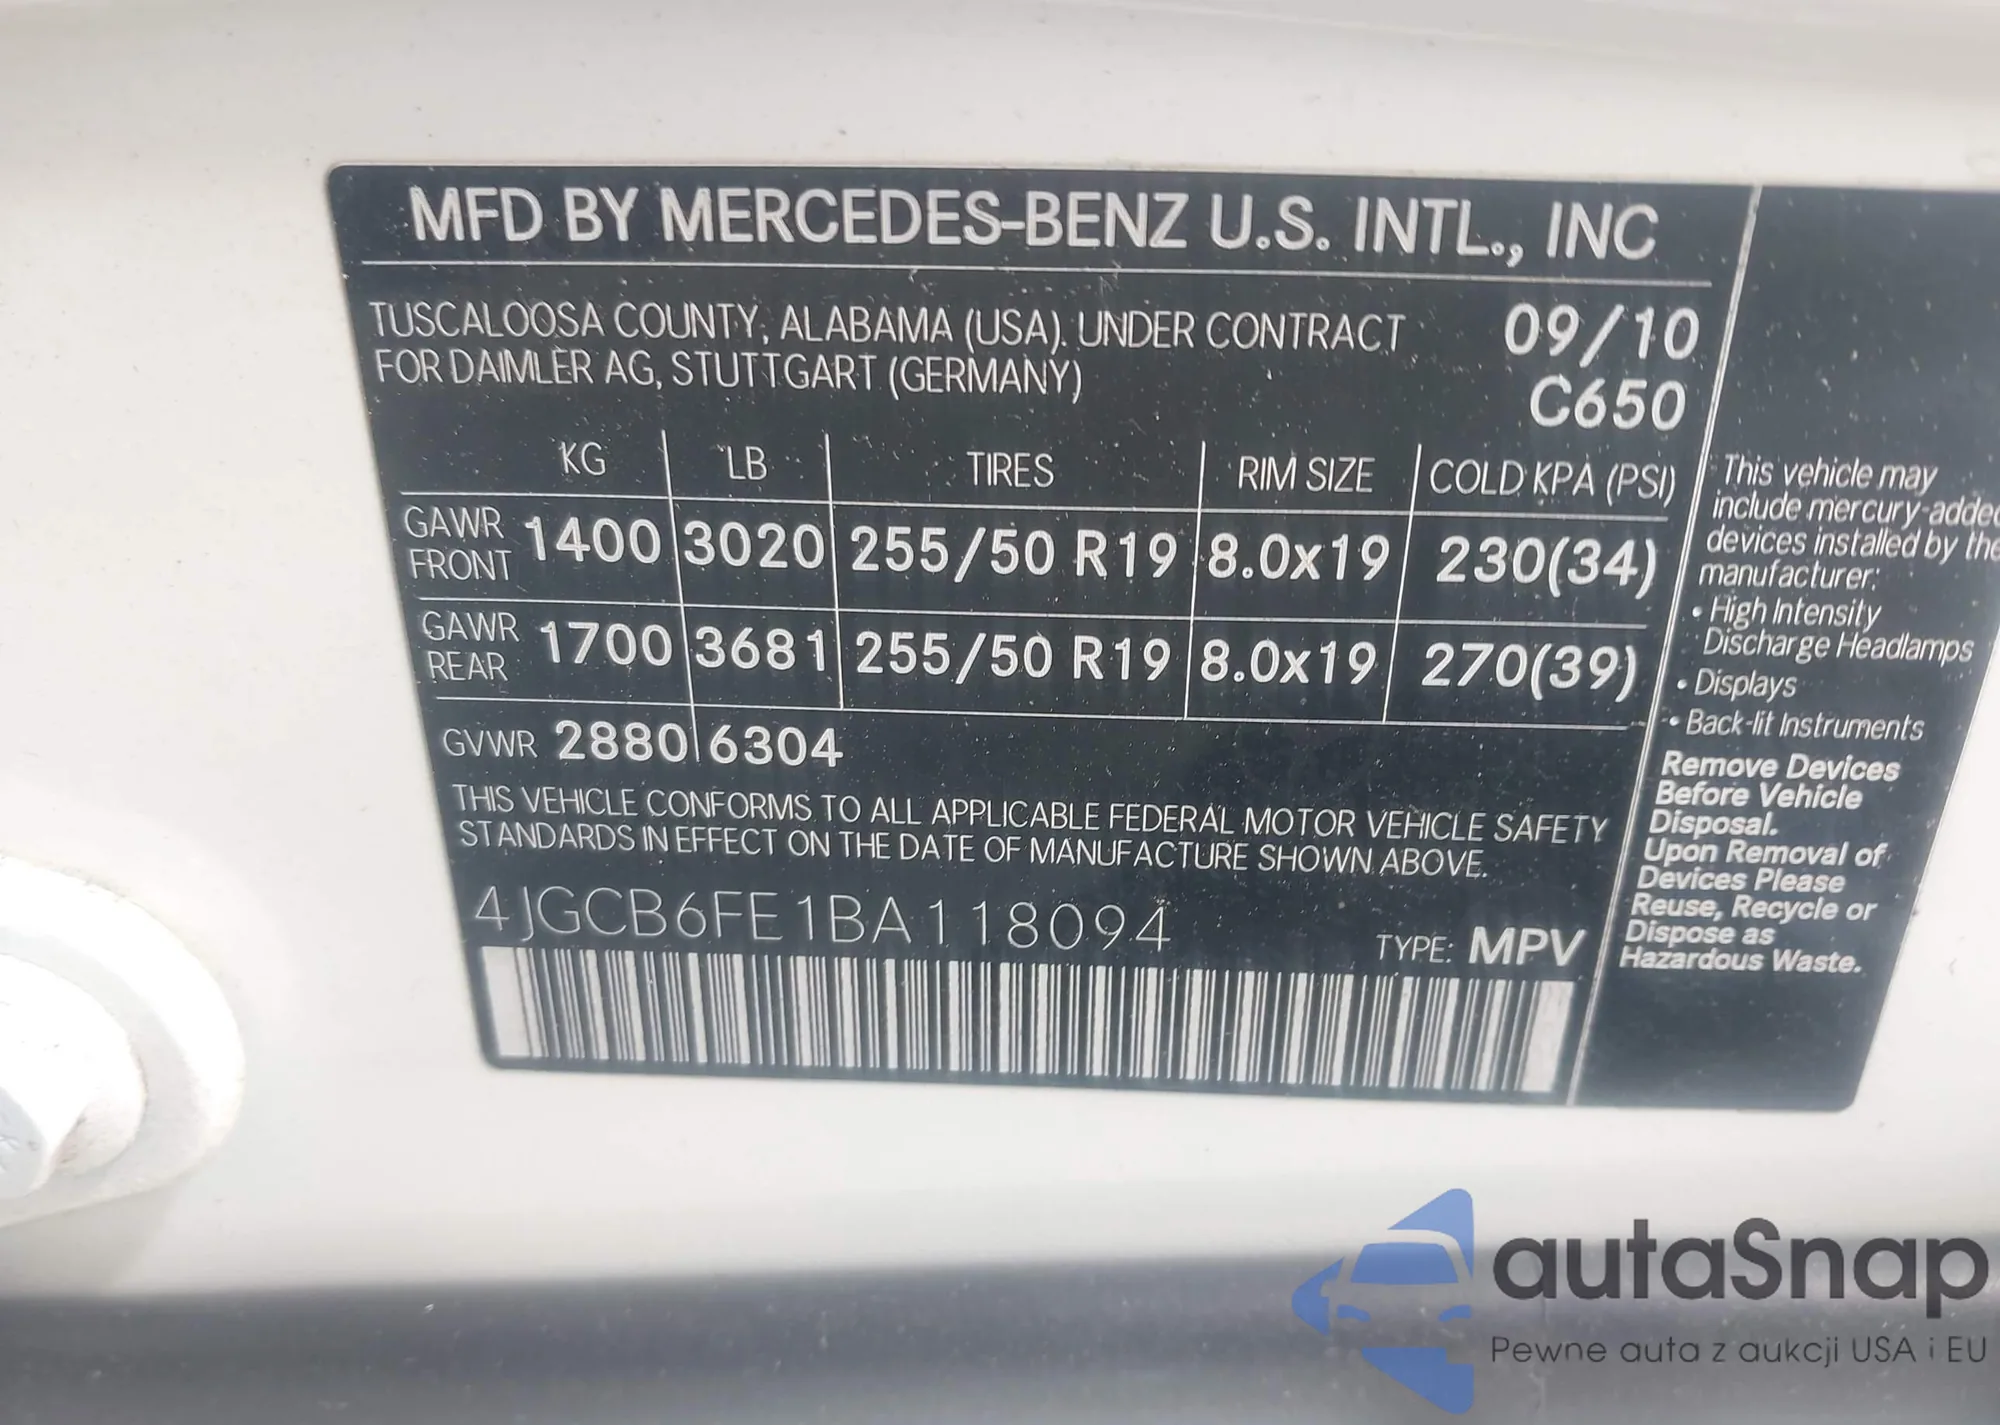 MFD BY MERCEDES-BENZ U.S. INTL., INC
TUSCALOOSA COUNTY, ALABAMA (USA). UNDER CONTRACT
FOR DAIMLER AG, STUTTGART (GERMANY)
09/10
C650
KG LB TIRES RIM SIZE COLD KPA (PSI)
GAWR
FRONT
1400 3020 255/50 R19 8.0x19 230(34)
GAWR
REAR
1700 3681 255/50 R19 8.0x19 270(39)
GVWR 2880 6304
THIS VEHICLE CONFORMS TO ALL APPLICABLE FEDERAL MOTOR VEHICLE SAFETY
STANDARDS IN EFFECT ON THE DATE OF MANUFACTURE SHOWN ABOVE.
4JGCB6FE1BA118094
TYPE: MPV
This vehicle may
include mercury-added
devices installed by the
manufacturer:
• High Intensity
Discharge Headlamps
• Displays
• Back-lit Instruments
Remove Devices
Before Vehicle
Disposal.
Upon Removal of
Devices Please
Reuse, Recycle or
Dispose as
Hazardous Waste.
autaSnap
Pewne auta z aukcji USA i EU